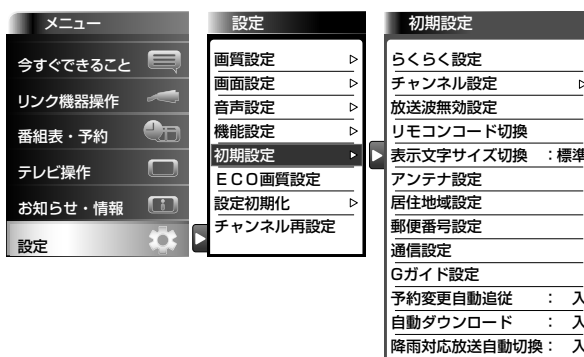 メニュー
今すぐできること
リンク機器操作
番組表・予約
テレビ操作
お知らせ・情報
設定
設定
画質設定
画面設定
音声設定
機能設定
初期設定
ECO画質設定
設定初期化
チャンネル再設定
初期設定
らくらく設定
チャンネル設定
放送波無効設定
リモコンコード切換
表示文字サイズ切換 : 標準
アンテナ設定
居住地域設定
郵便番号設定
通信設定
Gガイド設定
予約変更自動追従 : 入
自動ダウンロード : 入
降雨対応放送自動切換 : 入